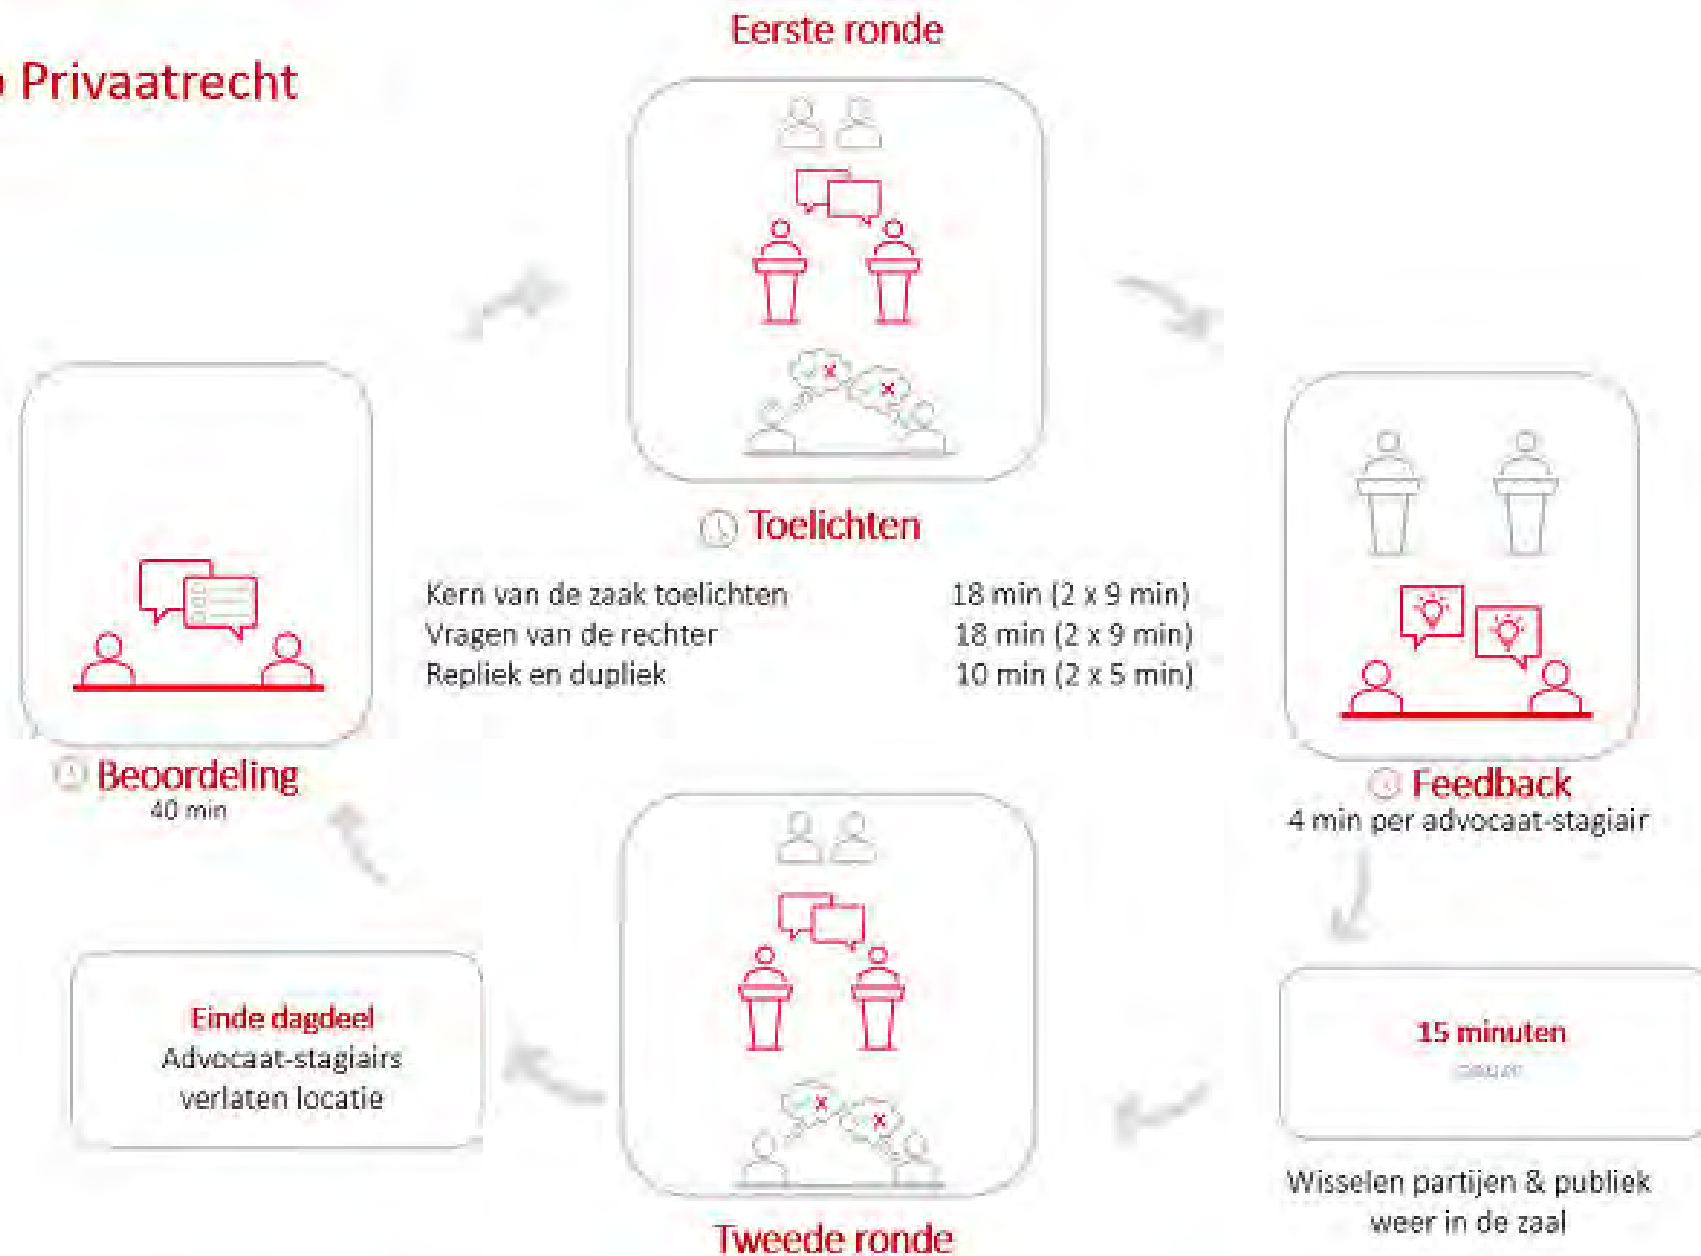 Privaatrecht
Eerste ronde
Toelichten
Kern van de zaak toelichten 18 min (2 x 9 min)
Vragen van de rechter 18 min (2 x 9 min)
Repliek en dupliek 10 min (2 x 5 min)
Feedback
4 min per advocaat-stagiair
15 minuten
Wisselen partijen & publiek
weer in de zaal
Tweede ronde
Einde dagdeel
Advocaat-stagiairs
verlaten locatie
Beoordeling
40 min